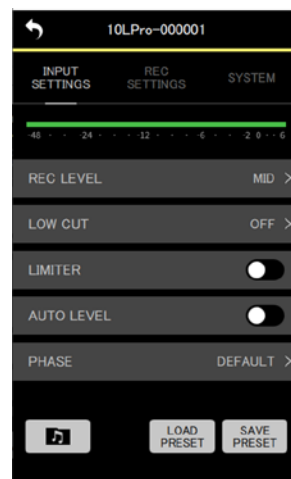 10LPro-000001
INPUT SETTINGS REC SETTINGS SYSTEM
-48 - - -24 - - - -12 - - - - -6 - - -2 0 - - 6
REC LEVEL MID >
LOW CUT OFF >
LIMITER
AUTO LEVEL
PHASE DEFAULT >
LOAD PRESET SAVE PRESET